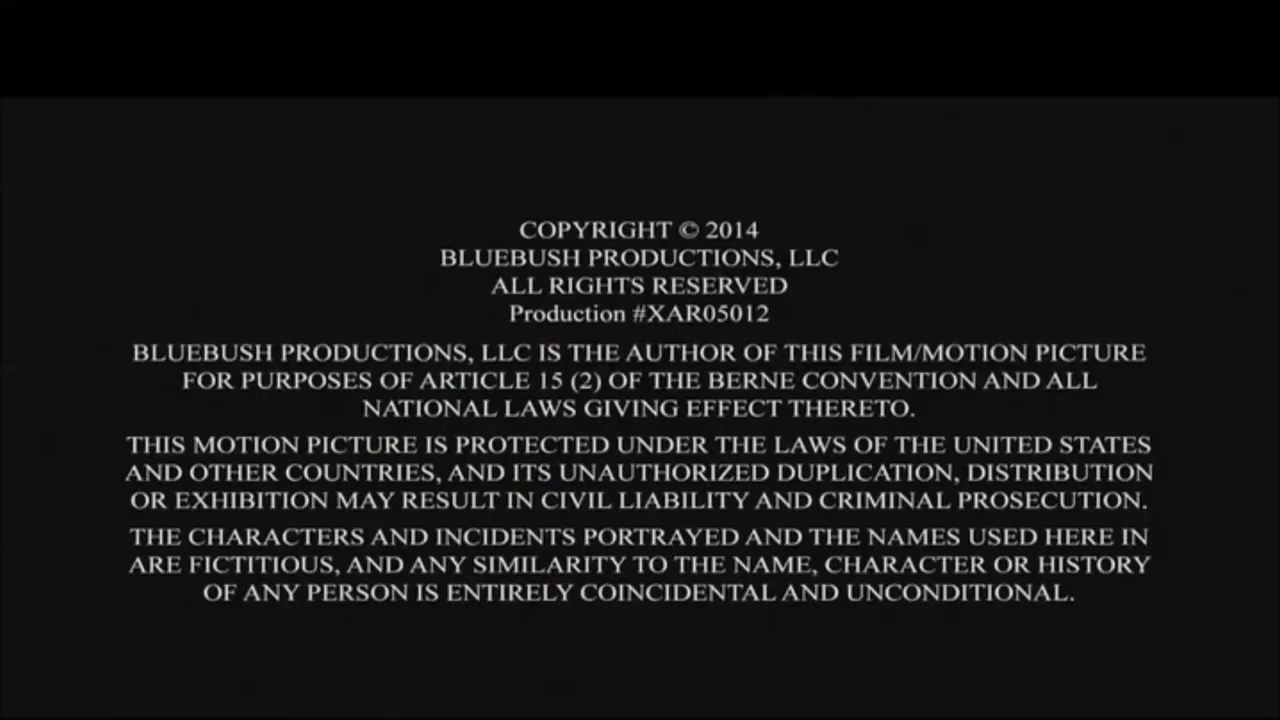 COPYRIGHT © 2014
BLUEBUSH PRODUCTIONS, LLC
ALL RIGHTS RESERVED
Production #XAR05012
BLUEBUSH PRODUCTIONS, LLC IS THE AUTHOR OF THIS FILM/MOTION PICTURE
FOR PURPOSES OF ARTICLE 15 (2) OF THE BERNE CONVENTION AND ALL
NATIONAL LAWS GIVING EFFECT THERETO.
THIS MOTION PICTURE IS PROTECTED UNDER THE LAWS OF THE UNITED STATES
AND OTHER COUNTRIES, AND ITS UNAUTHORIZED DUPLICATION, DISTRIBUTION
OR EXHIBITION MAY RESULT IN CIVIL LIABILITY AND CRIMINAL PROSECUTION.
THE CHARACTERS AND INCIDENTS PORTRAYED AND THE NAMES USED HERE IN
ARE FICTITIOUS, AND ANY SIMILARITY TO THE NAME, CHARACTER OR HISTORY
OF ANY PERSON IS ENTIRELY COINCIDENTAL AND UNCONDITIONAL.